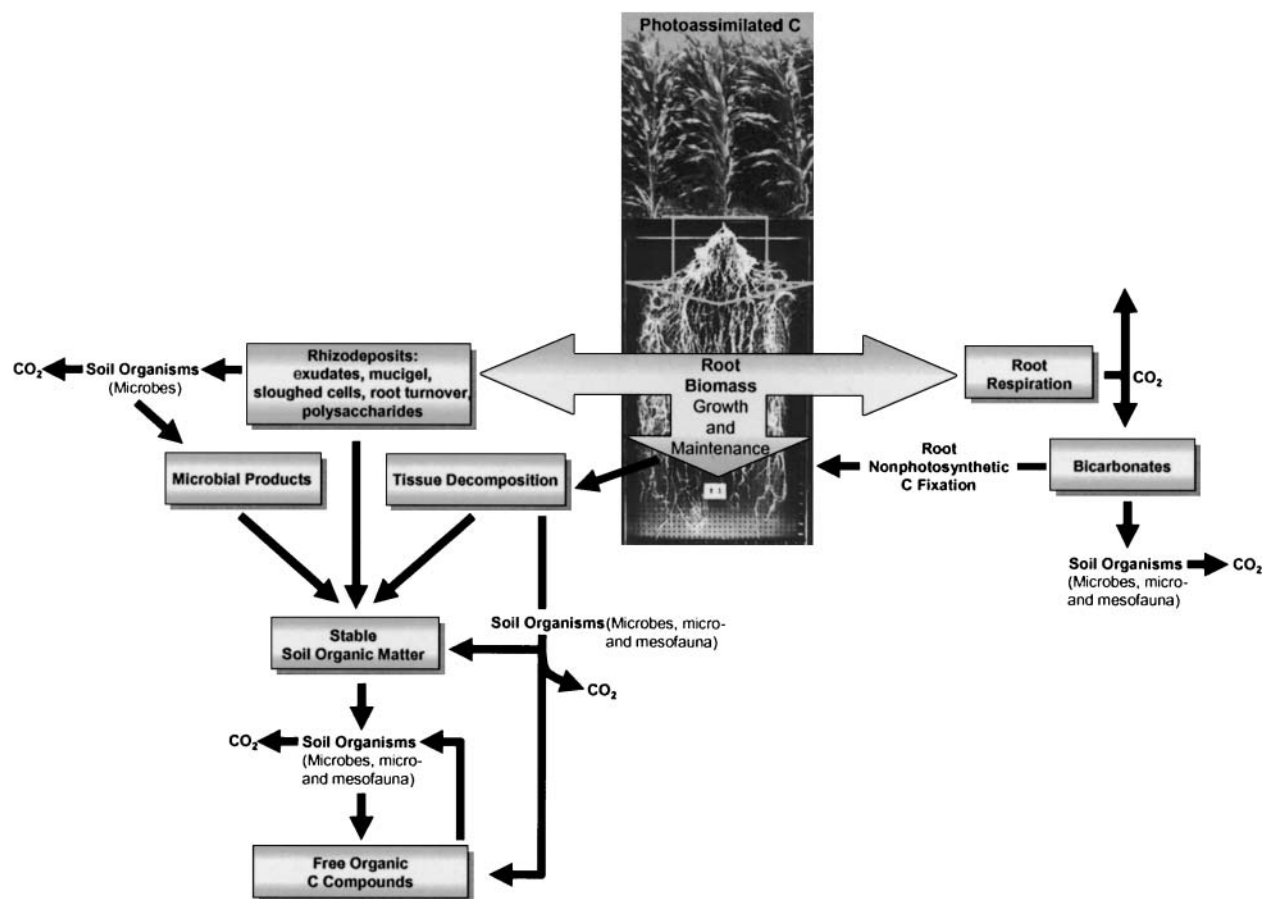 Photoassimilated C
Rhizodeposits:
exudates, mucigel,
sloughed cells, root turnover,
polysaccharides
CO₂
Soil Organisms
(Microbes)
Root
Biomass
Growth
and
Maintenance
Root
Respiration
CO₂
Microbial Products
Tissue Decomposition
Root
Nonphotosynthetic
C Fixation
Bicarbonates
Soil Organisms
(Microbes, micro-
and mesofauna)
CO₂
Stable
Soil Organic Matter
Soil Organisms (Microbes, micro-
and mesofauna)
CO₂
CO₂
Soil Organisms
(Microbes, micro-
and mesofauna)
Free Organic
C Compounds